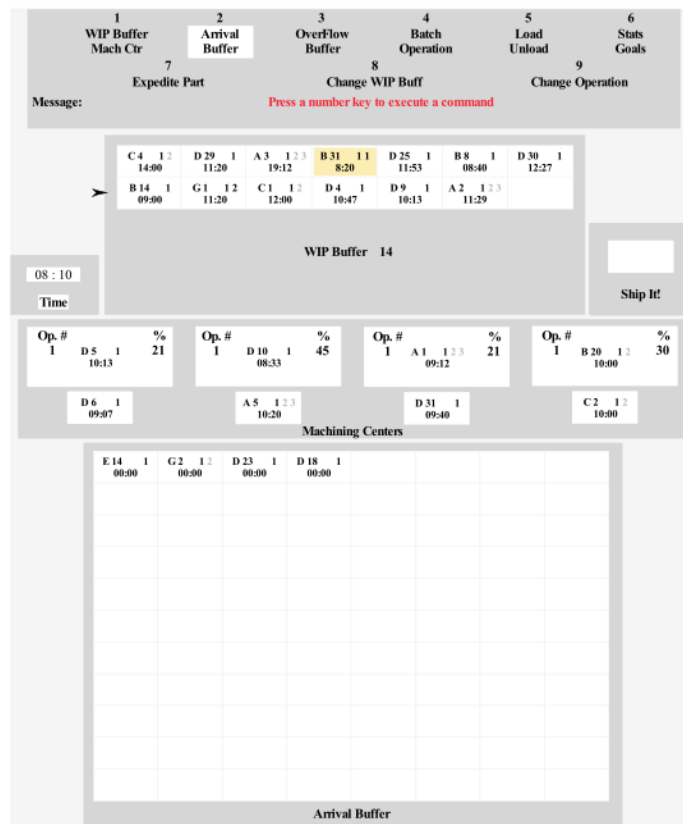 1 2 3 4 5 6
WIP Buffer Arrival OverFlow Batch Load Stats
Mach Ctr Buffer Buffer Operation Unload Goals
7 8 9
Expedite Part Change WIP Buff Change Operation
Message: Press a number key to execute a command
C 4 1 2 D 29 1 A 3 1 2 3 B 31 1 1 D 25 1 B 8 1 D 30 1
14:00 11:20 19:12 8:20 11:53 08:40 12:27
B 14 1 G 1 1 2 C 1 1 2 D 4 1 D 9 1 A 2 1 2 3
09:00 11:20 12:00 10:47 10:13 11:29
WIP Buffer 14
08 : 10
Time
Ship It!
Op. # % Op. # % Op. # % Op. # %
1 D 5 1 21 1 D 10 1 45 1 A 1 1 2 3 21 1 B 20 1 2 30
10:13 08:33 09:12 10:00
D 6 1 A 5 1 2 3 D 31 1 C 2 1 2
09:07 10:20 09:40 10:00
Machining Centers
E 14 1 G 2 1 2 D 23 1 D 18 1
00:00 00:00 00:00 00:00
Arrival Buffer